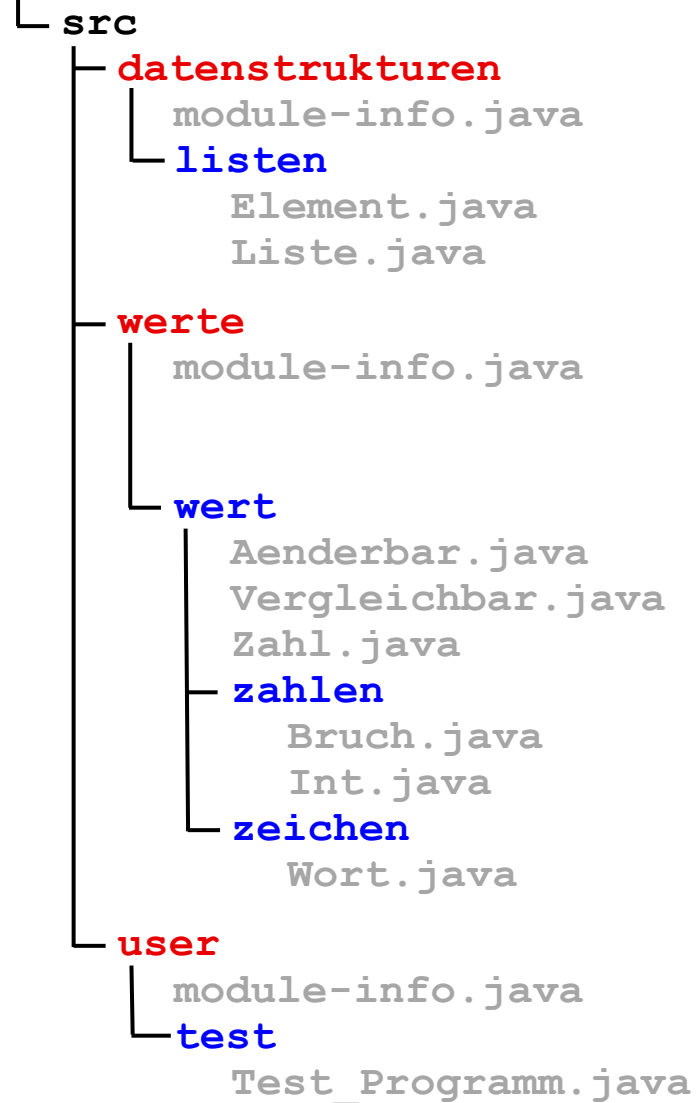 src
datenstrukturen
module-info.java
listen
Element.java
Liste.java
werte
module-info.java
wert
Aenderbar.java
Vergleichbar.java
Zahl.java
zahlen
Bruch.java
Int.java
zeichen
Wort.java
user
module-info.java
test
Test_Programm.java